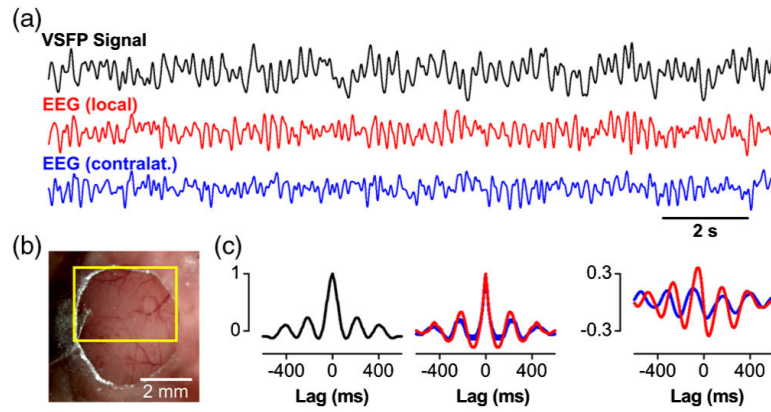 (a)
VSFP Signal
EEG (local)
EEG (contralat.)
2 s
(b)
2 mm
(c)
1
0
-400 0 400
Lag (ms)
-400 0 400
Lag (ms)
0.3
-0.3
-400 0 400
Lag (ms)